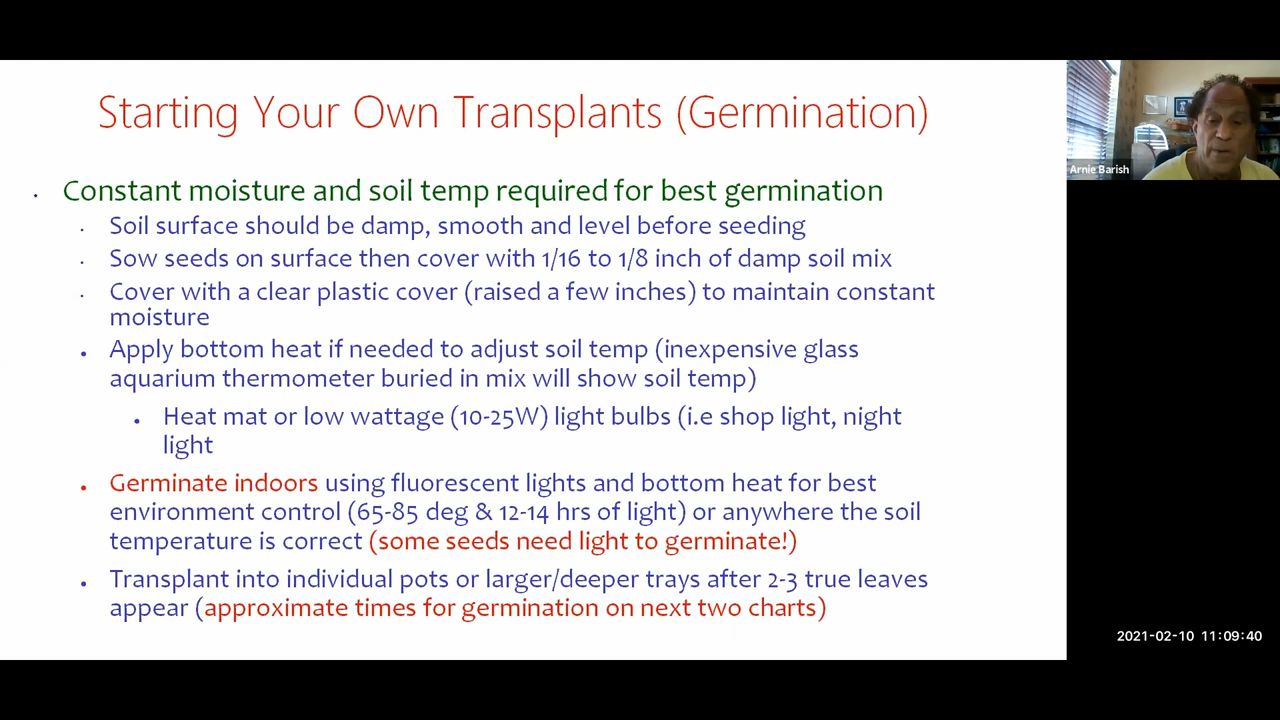 Starting Your Own Transplants (Germination)
Constant moisture and soil temp required for best germination
Soil surface should be damp, smooth and level before seeding
Sow seeds on surface then cover with 1/16 to 1/8 inch of damp soil mix
Cover with a clear plastic cover (raised a few inches) to maintain constant
moisture
Apply bottom heat if needed to adjust soil temp (inexpensive glass
aquarium thermometer buried in mix will show soil temp)
Heat mat or low wattage (10-25W) light bulbs (i.e shop light, night
light
Germinate indoors using fluorescent lights and bottom heat for best
environment control (65-85 deg & 12-14 hrs of light) or anywhere the soil
temperature is correct (some seeds need light to germinate!)
Transplant into individual pots or larger/deeper trays after 2-3 true leaves
appear (approximate times for germination on next two charts)
Arnie Barish
2021-02-10 11:09:40